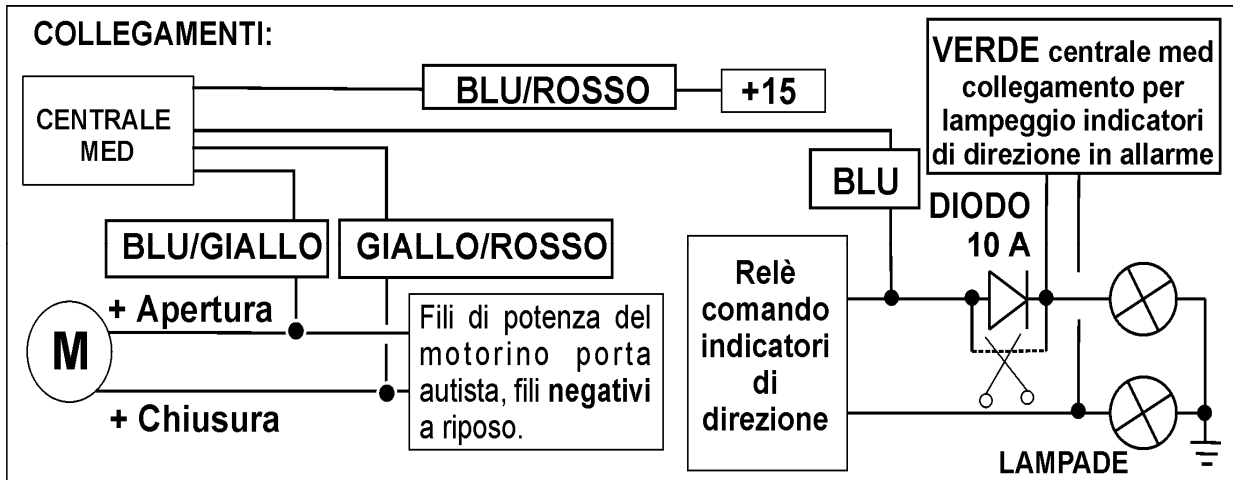 COLLEGAMENTI:
CENTRALE
MED
BLU/ROSSO
+15
VERDE centrale med
collegamento per
lampeggio indicatori
di direzione in allarme
BLU
DIODO
10 A
BLU/GIALLO
GIALLO/ROSSO
+ Apertura
M
+ Chiusura
Fili di potenza del
motorino porta
autista, fili negativi
a riposo.
Relè
comando
indicatori
di
direzione
LAMPADE